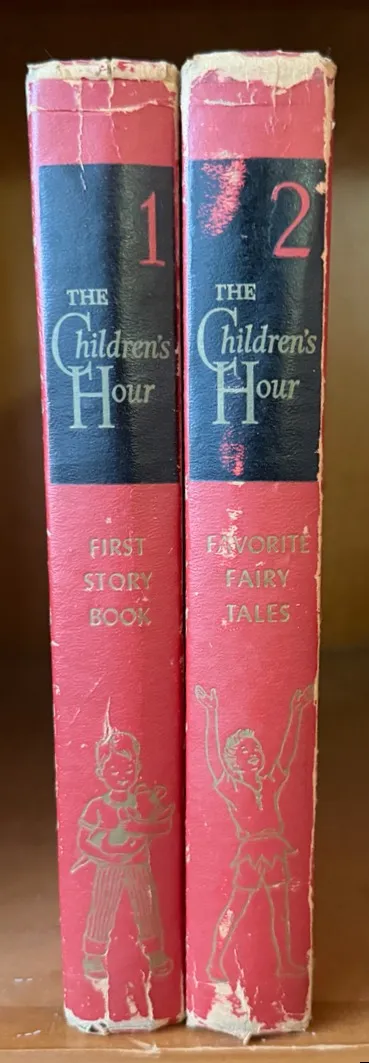 1
THE
Children's
Hour
FIRST
STORY
BOOK
2
THE
Children's
Hour
FAVORITE
FAIRY
TALES